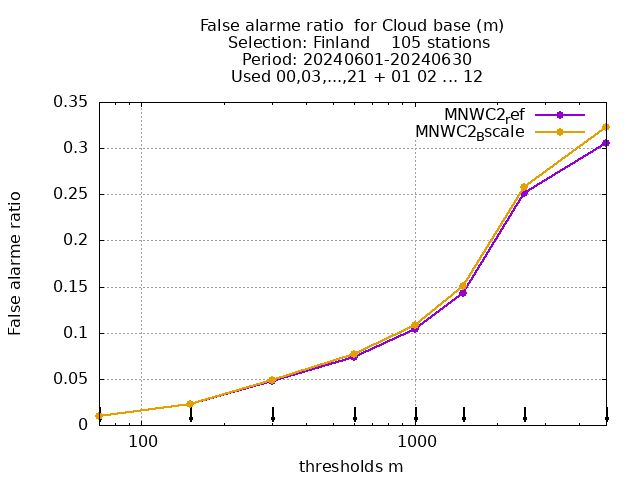 False alarme ratio  for Cloud base (m)
Selection: Finland    105 stations
Period: 20240601-20240630
Used 00,03,...,21 + 01 02 ... 12
0.35
MNWC2ref
MNWC2Bscale
0.3
0.25
0.2
0.15
0.1
0.05
0
False alarme ratio
100
1000
thresholds m